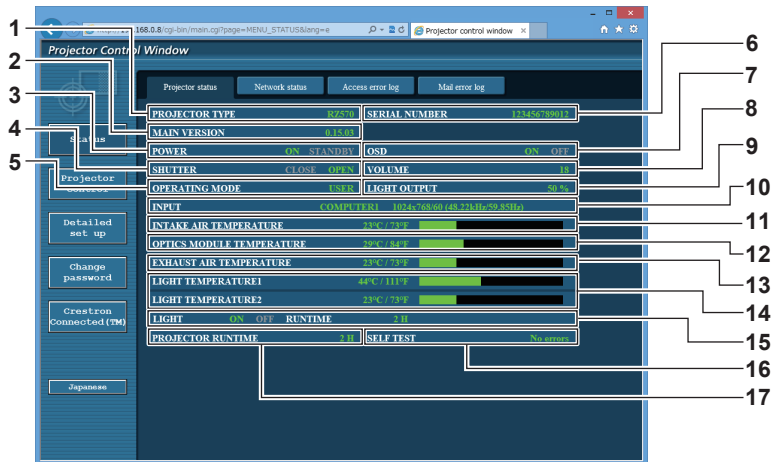 168.0.8/cgi-bin/main.cgi?page=MENU_STATUS&lang=e
Projector control window
Projector Control Window
Projector status Network status Access error log Mail error log
Status
Projector
control
Detailed
set up
Change
password
Crestron
Connected(TM)
Japanese
PROJECTOR TYPE RZ570 SERIAL NUMBER 123456789012
MAIN VERSION 0.15.03
POWER ON STANDBY OSD ON OFF
SHUTTER CLOSE OPEN VOLUME 18
OPERATING MODE USER LIGHT OUTPUT 50 %
INPUT COMPUTER1 1024x768/60 (48.22kHz/59.85Hz)
INTAKE AIR TEMPERATURE 23°C / 73°F
OPTICS MODULE TEMPERATURE 29°C / 84°F
EXHAUST AIR TEMPERATURE 23°C / 73°F
LIGHT TEMPERATURE1 44°C / 111°F
LIGHT TEMPERATURE2 23°C / 73°F
LIGHT ON OFF RUNTIME 2 H
PROJECTOR RUNTIME 2 H SELF TEST No errors
1
2
3
4
5
6
7
8
9
10
11
12
13
14
15
16
17